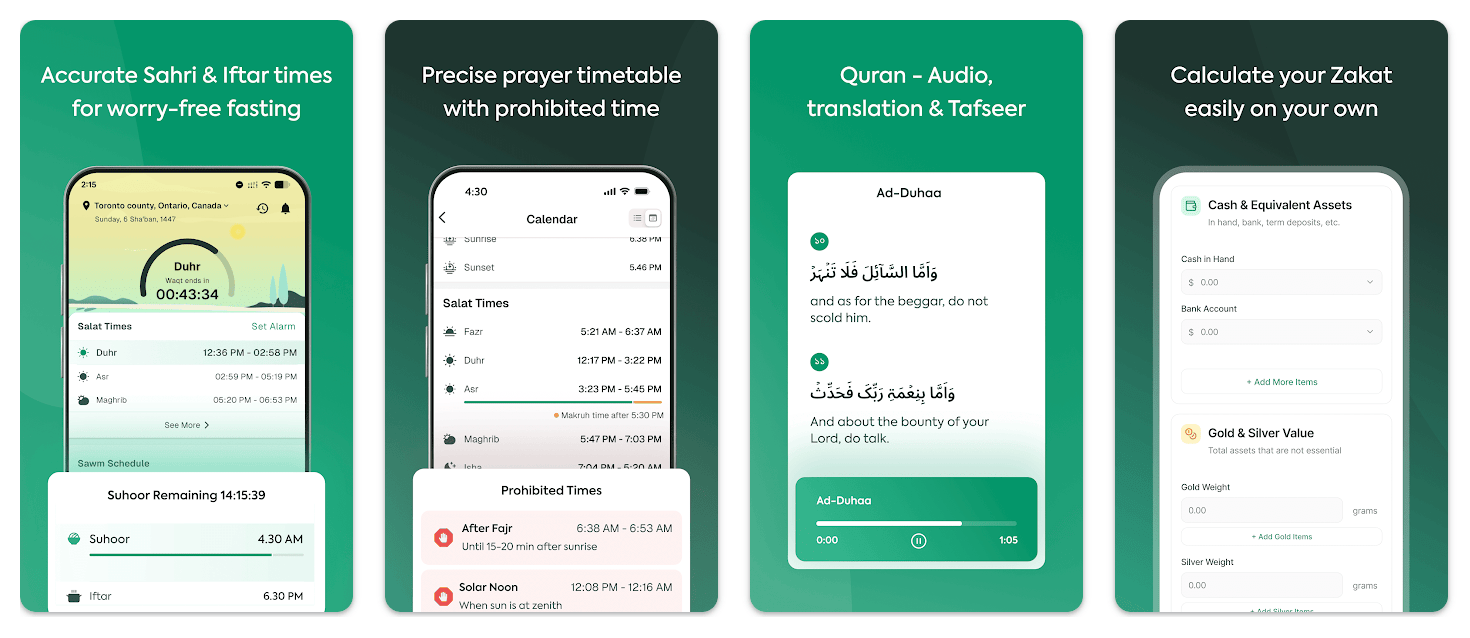 Accurate Sahri & Iftar times
for worry-free fasting
2:15
Toronto county, Ontario, Canada
Sunday, 6 Sha'ban, 1447
Duhr
Waqt ends in
00:43:34
Salat Times Set Alarm
Duhr 12:36 PM - 02:58 PM
Asr 02:59 PM - 05:19 PM
Maghrib 05:20 PM - 06:53 PM
See More
Sawm Schedule
Suhoor Remaining 14:15:39
Suhoor 4.30 AM
Iftar 6.30 PM
Precise prayer timetable
with prohibited time
4:30
Calendar
Sunrise 6.38 PM
Sunset 5.46 PM
Salat Times
Fazr 5:21 AM - 6:37 AM
Duhr 12:17 PM - 3:22 PM
Asr 3:23 PM - 5:45 PM
Makruh time after 5:30 PM
Maghrib 5:47 PM - 7:03 PM
Isha 7:04 PM - 5:20 AM
Prohibited Times
After Fajr 6:38 AM - 6:53 AM
Until 15-20 min after sunrise
Solar Noon 12:08 PM - 12:16 AM
When sun is at zenith
Quran - Audio,
translation & Tafseer
Ad-Duhaa
১০
وَاَمَّا السَّآئِلَ فَلَا تَنْهَرْ
and as for the beggar, do not
scold him.
১১
وَاَمَّا بِنِعْمَةِ رَبِّكَ فَحَدِّثْ
And about the bounty of your
Lord, do talk.
Ad-Duhaa
0:00 1:05
Calculate your Zakat
easily on your own
Cash & Equivalent Assets
In hand, bank, term deposits, etc.
Cash in Hand
$ 0.00
Bank Account
$ 0.00
+ Add More Items
Gold & Silver Value
Total assets that are not essential
Gold Weight
0.00 grams
+ Add Gold Items
Silver Weight
0.00 grams
+ Add Silver Items